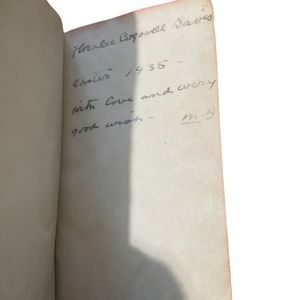 Cogswell Davis
Easter 1935 —
with love and every
good wish —